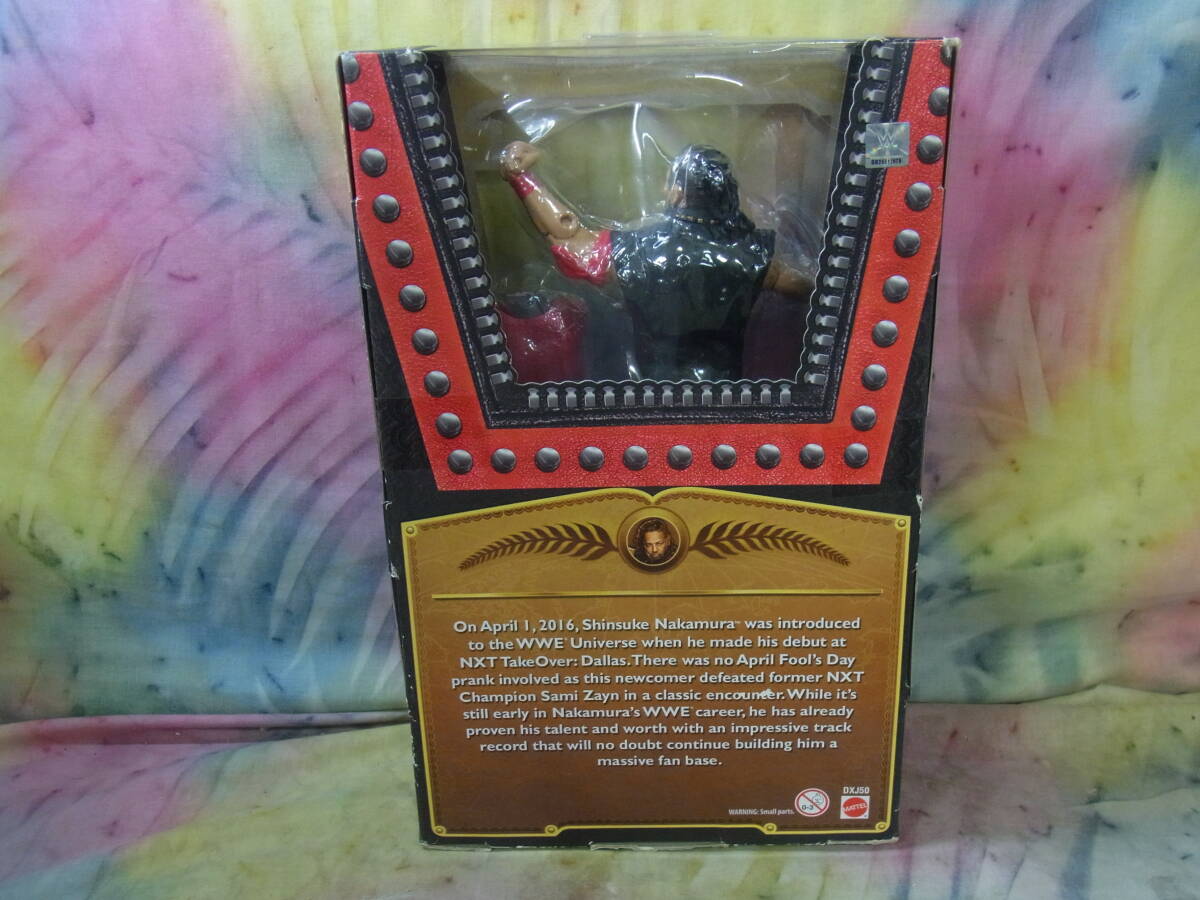 On April 1, 2016, Shinsuke Nakamura™ was introduced
to the WWE® Universe when he made his debut at
NXT TakeOver: Dallas. There was no April Fool's Day
prank involved as this newcomer defeated former NXT
Champion Sami Zayn in a classic encounter. While it's
still early in Nakamura's WWE® career, he has already
proven his talent and worth with an impressive track
record that will no doubt continue building him a
massive fan base.
WARNING: Small parts.
0-3
DXJ50
MATTEL